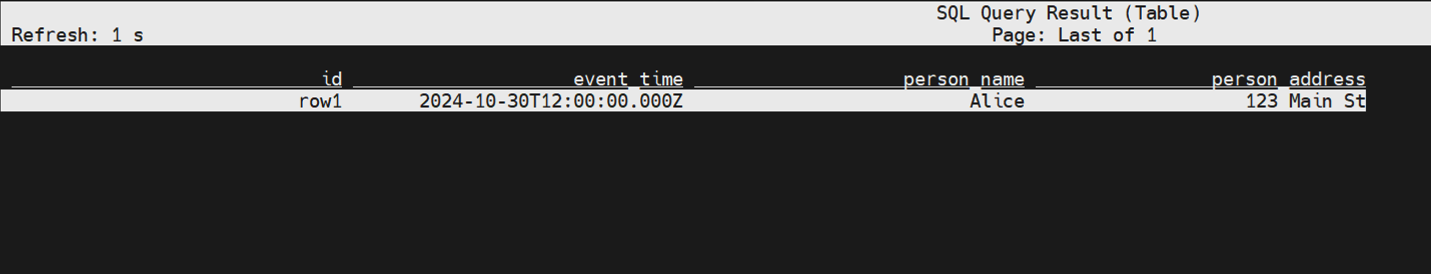 SQL Query Result (Table)
Refresh: 1 s Page: Last of 1
id event_time person_name person_address
row1 2024-10-30T12:00:00.000Z Alice 123 Main St